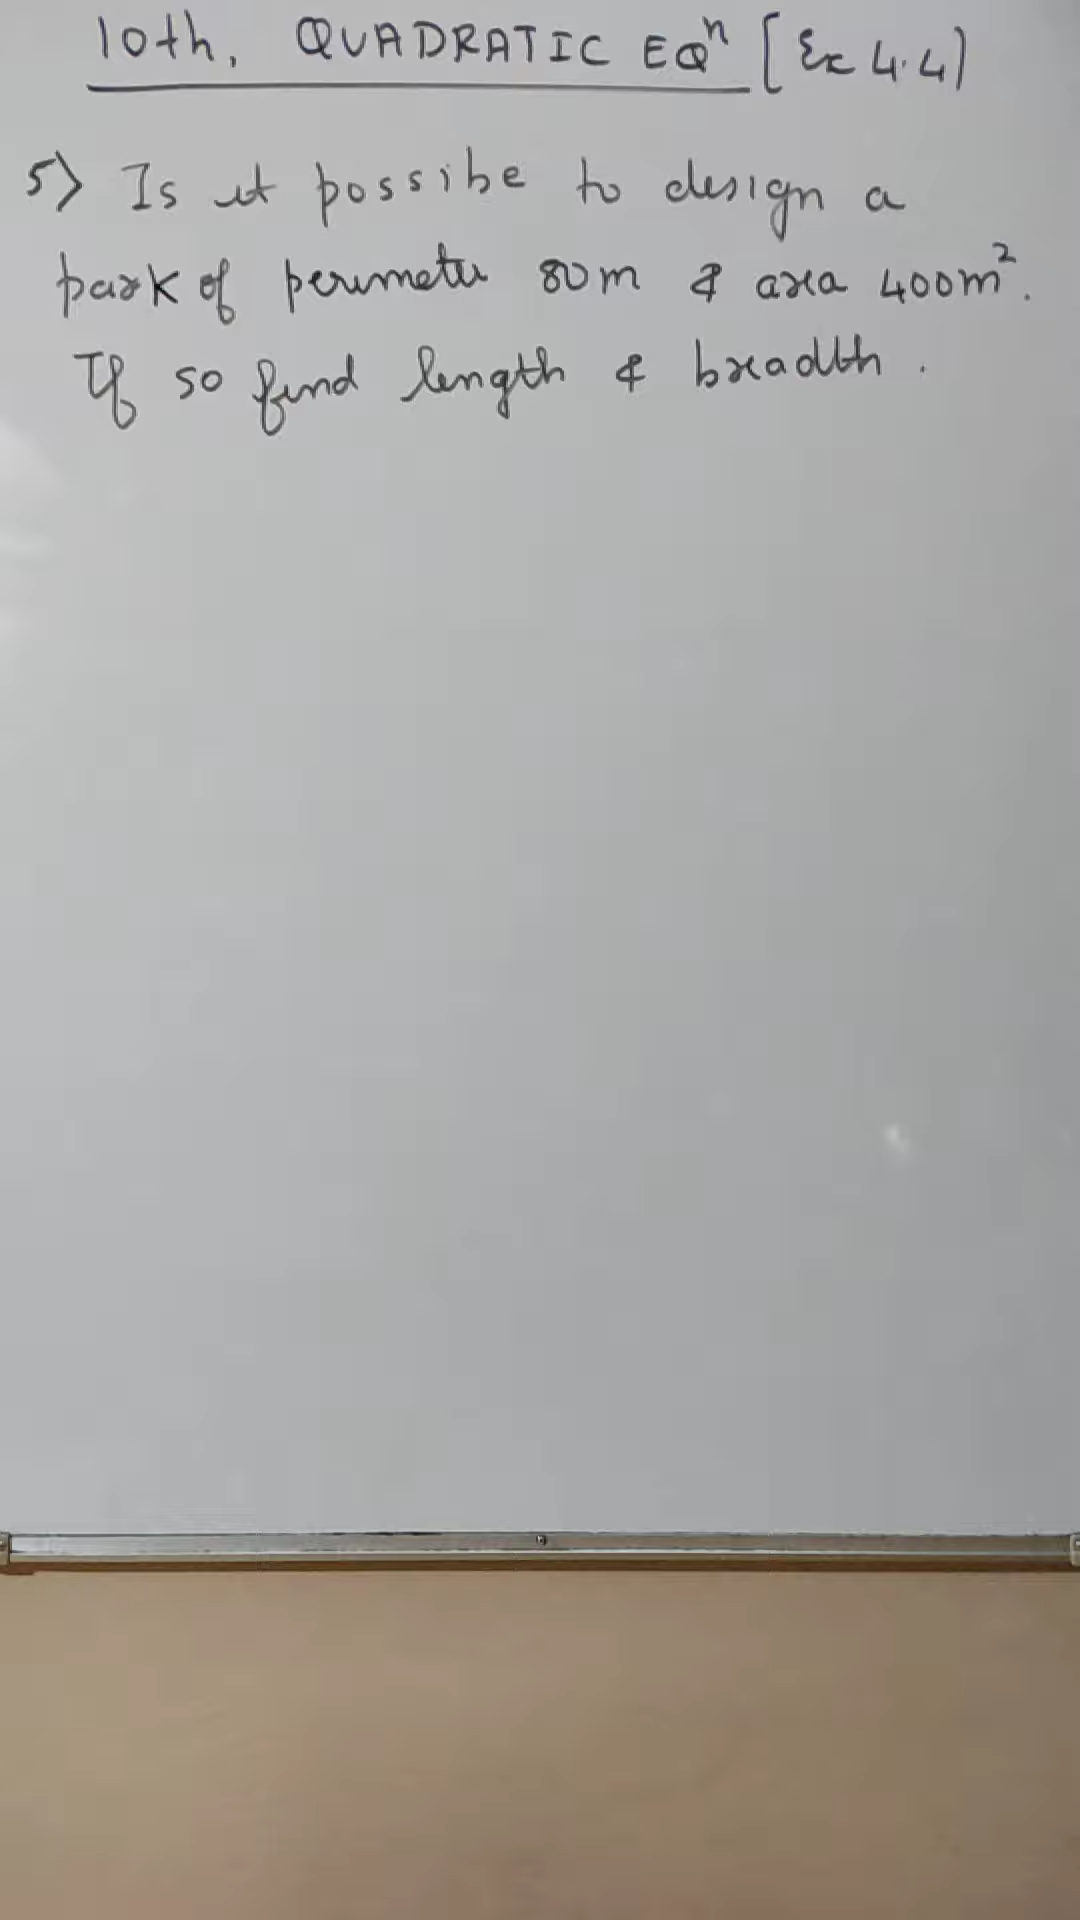 10th, QUADRATIC EQⁿ [Ex 4.4]
5) Is it possibe to design a
park of perimeter 80m & area 400m².
If so find length & breadth.